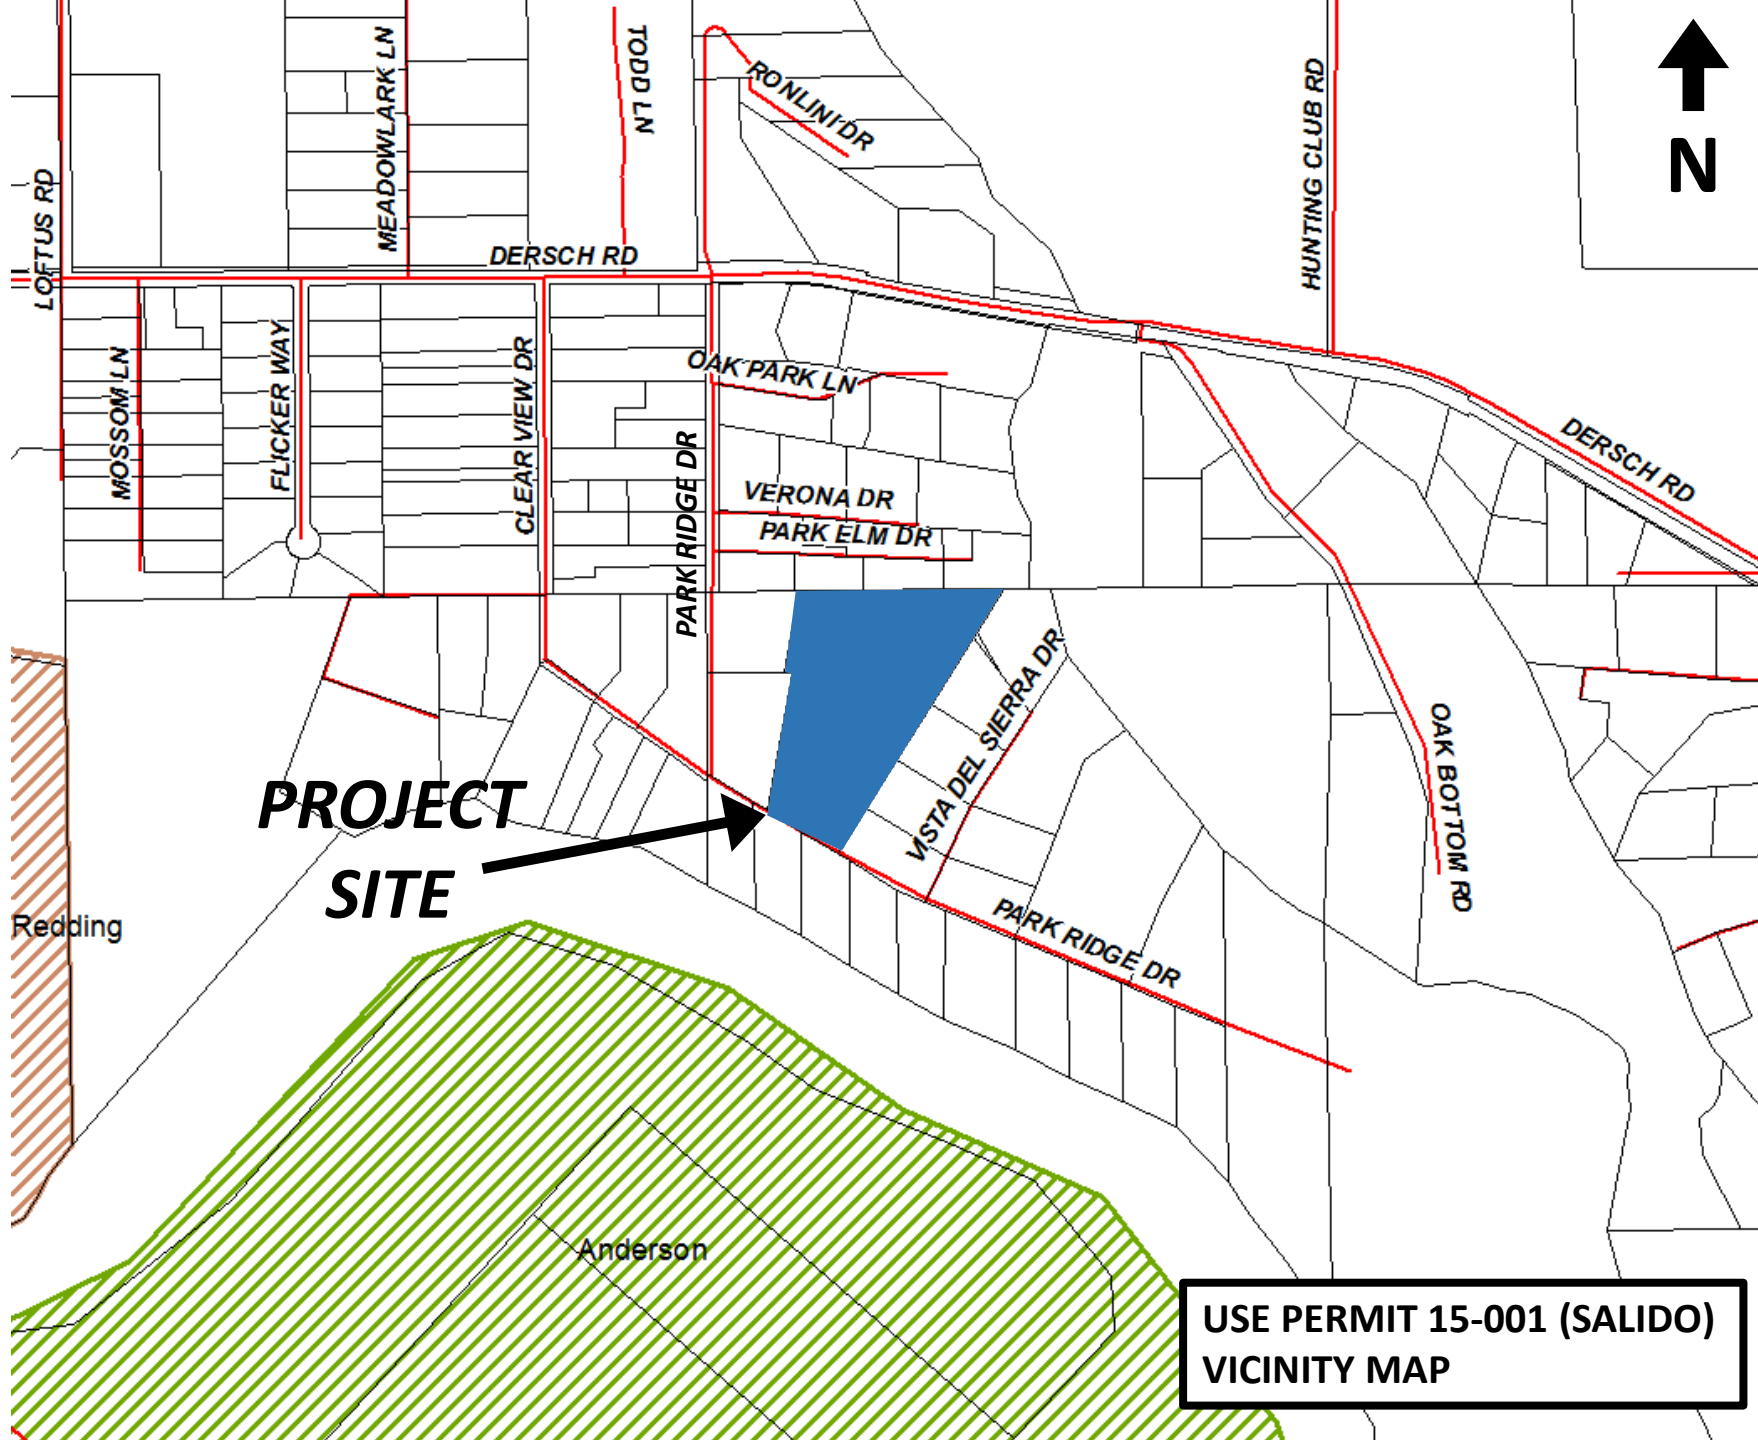 TODD LN
MEADOWLARK LN
RONLINI DR
HUNTING CLUB RD
N
LOFTUS RD
DERSCH RD
OAK PARK LN
MOSSOM LN
FLICKER WAY
CLEAR VIEW DR
PARK RIDGE DR
VERONA DR
PARK ELM DR
DERSCH RD
VISTA DEL SIERRA DR
OAK BOTTOM RD
PROJECT
SITE
PARK RIDGE DR
Redding
Anderson
USE PERMIT 15-001 (SALIDO)
VICINITY MAP